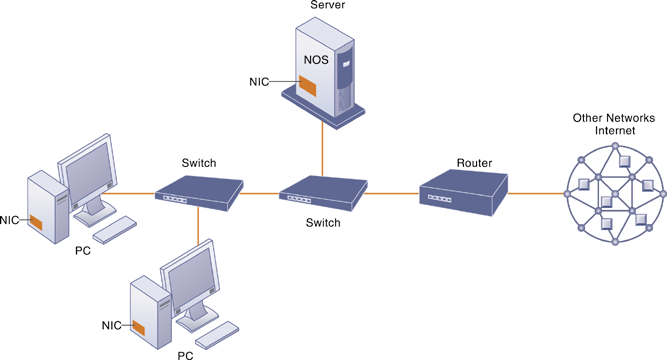 Server
NOS
NIC
Other Networks
Internet
Switch
Router
NIC
Switch
PC
NIC
PC